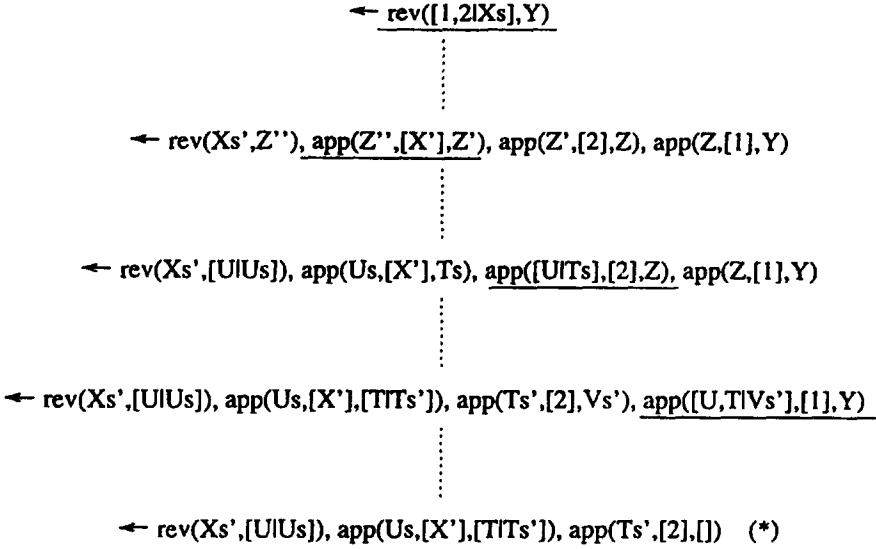 ← rev([1,2|Xs],Y)
← rev(Xs',Z''), app(Z'',[X'],Z'), app(Z',[2],Z), app(Z,[1],Y)
← rev(Xs',[U|Us]), app(Us,[X'],Ts), app([U|Ts],[2],Z), app(Z,[1],Y)
← rev(Xs',[U|Us]), app(Us,[X'],[T|Ts']), app(Ts',[2],Vs'), app([U,T|Vs'],[1],Y)
← rev(Xs',[U|Us]), app(Us,[X'],[T|Ts']), app(Ts',[2],[]) (*)